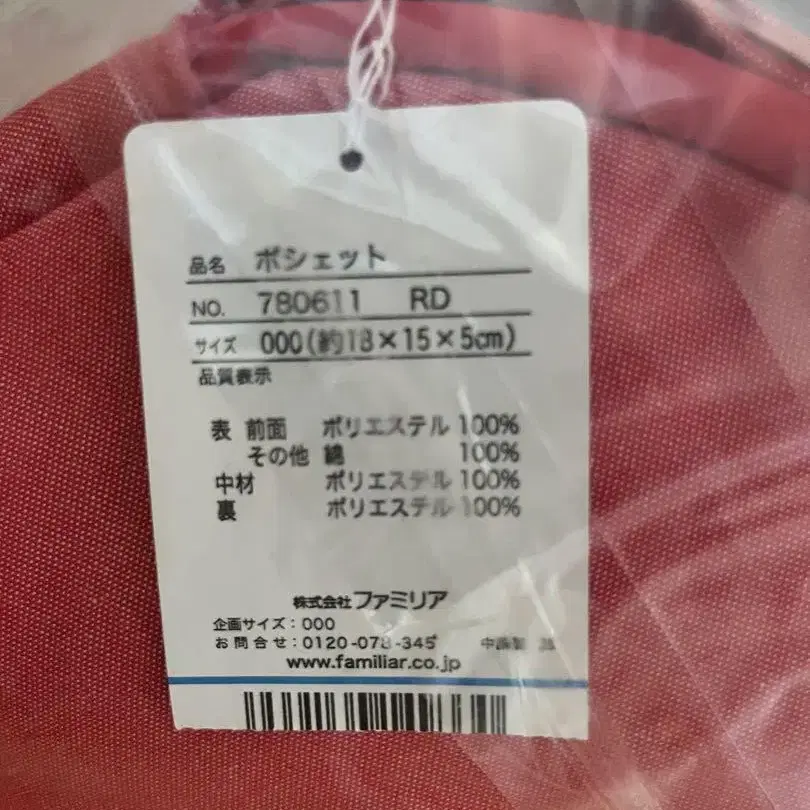 品名 ポシェット
NO. 780611 RD
サイズ 000(約18×15×5cm)
品質表示
表 前面 ポリエステル 100%
その他 綿 100%
中材 ポリエステル 100%
裏 ポリエステル 100%
株式会社ファミリア
企画サイズ:000
お問合せ:0120-078-345 中国製
www.familiar.co.jp